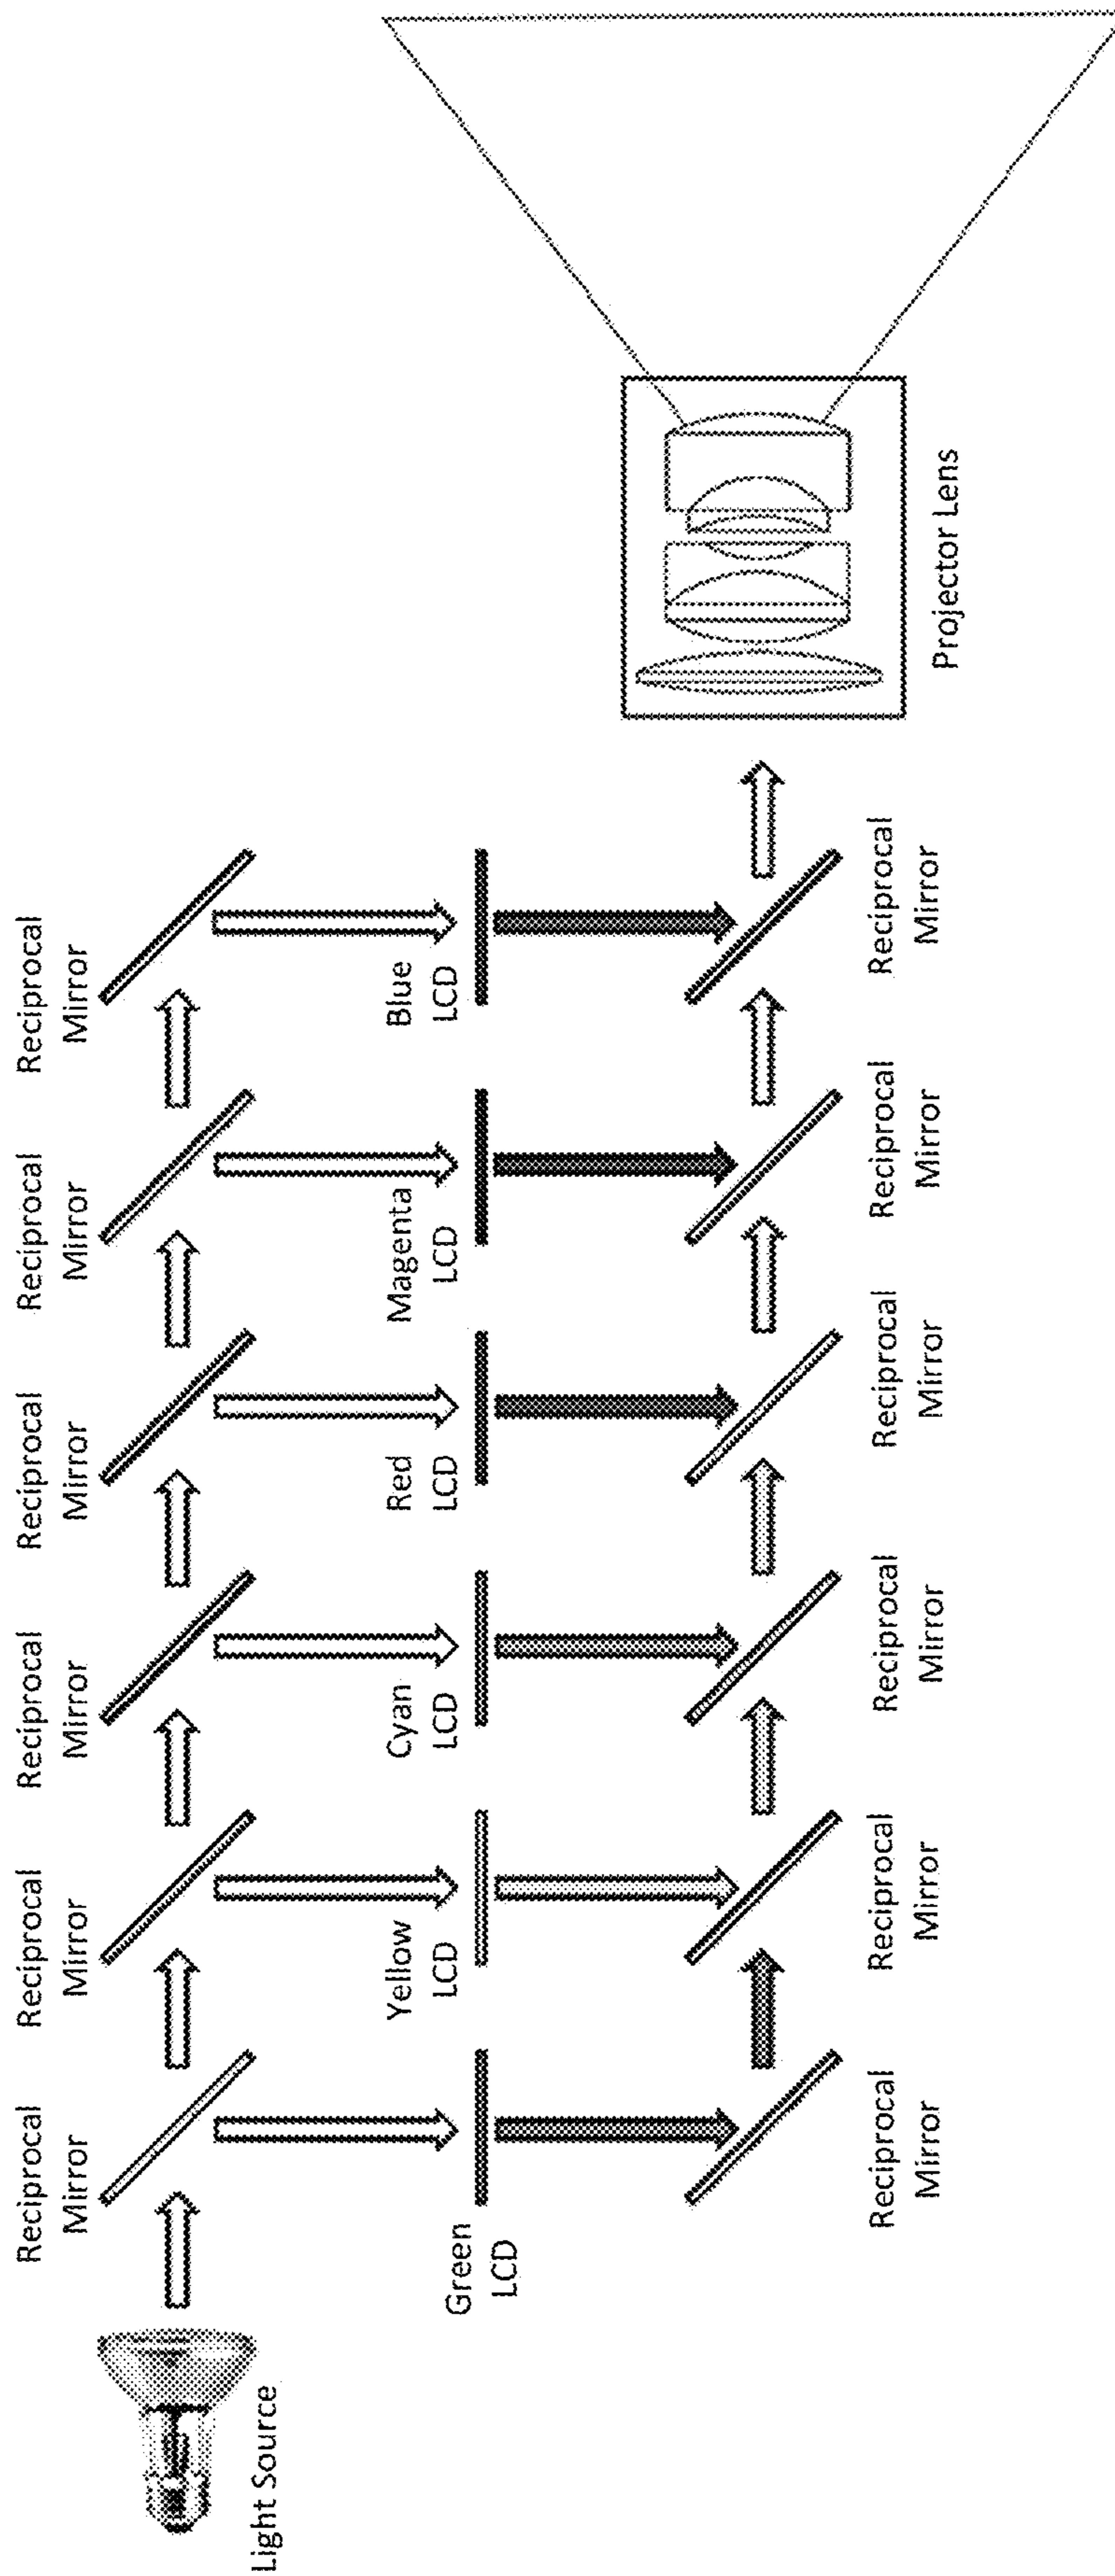 Light Source
Reciprocal
Mirror
Reciprocal
Mirror
Reciprocal
Mirror
Reciprocal
Mirror
Reciprocal
Mirror
Reciprocal
Mirror
Green
LCD
Yellow
LCD
Cyan
LCD
Red
LCD
Magenta
LCD
Blue
LCD
Reciprocal
Mirror
Reciprocal
Mirror
Reciprocal
Mirror
Reciprocal
Mirror
Reciprocal
Mirror
Reciprocal
Mirror
Projector Lens